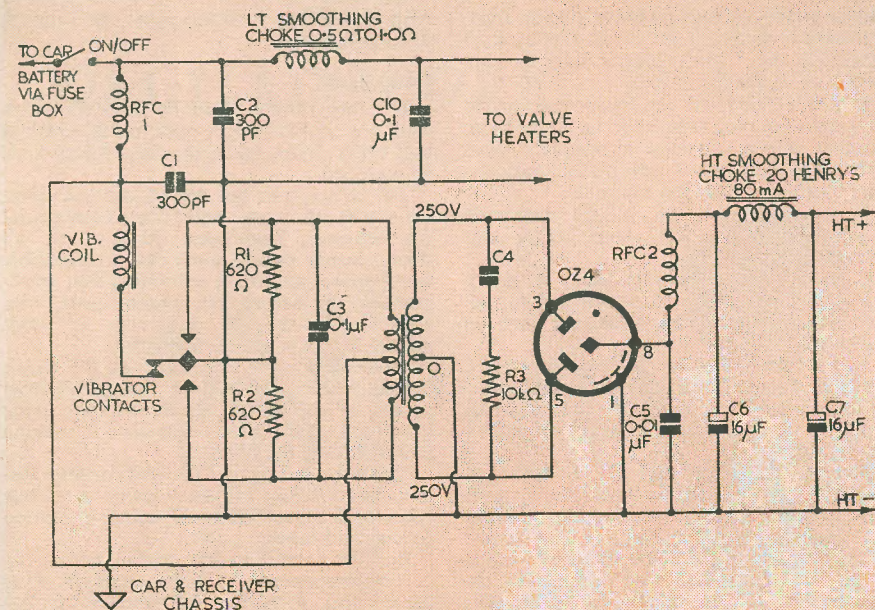 LT SMOOTHING
CHOKE 0·5Ω TO 1·0Ω
TO CAR
BATTERY
VIA FUSE
BOX
ON/OFF
RFC
1
C2
300
PF
C10
0·1
µF
TO VALVE
HEATERS
C1
300pF
HT SMOOTHING
CHOKE 20 HENRY'S
80mA
HT+
VIB.
COIL
R1
620
Ω
C3
0·1µF
250V
C4
OZ4
RFC2
3
8
0
VIBRATOR
CONTACTS
R2
620
Ω
R3
10kΩ
5
1
C5
0·01
µF
C6
16µF
C7
16µF
250V
HT-
CAR & RECEIVER
CHASSIS